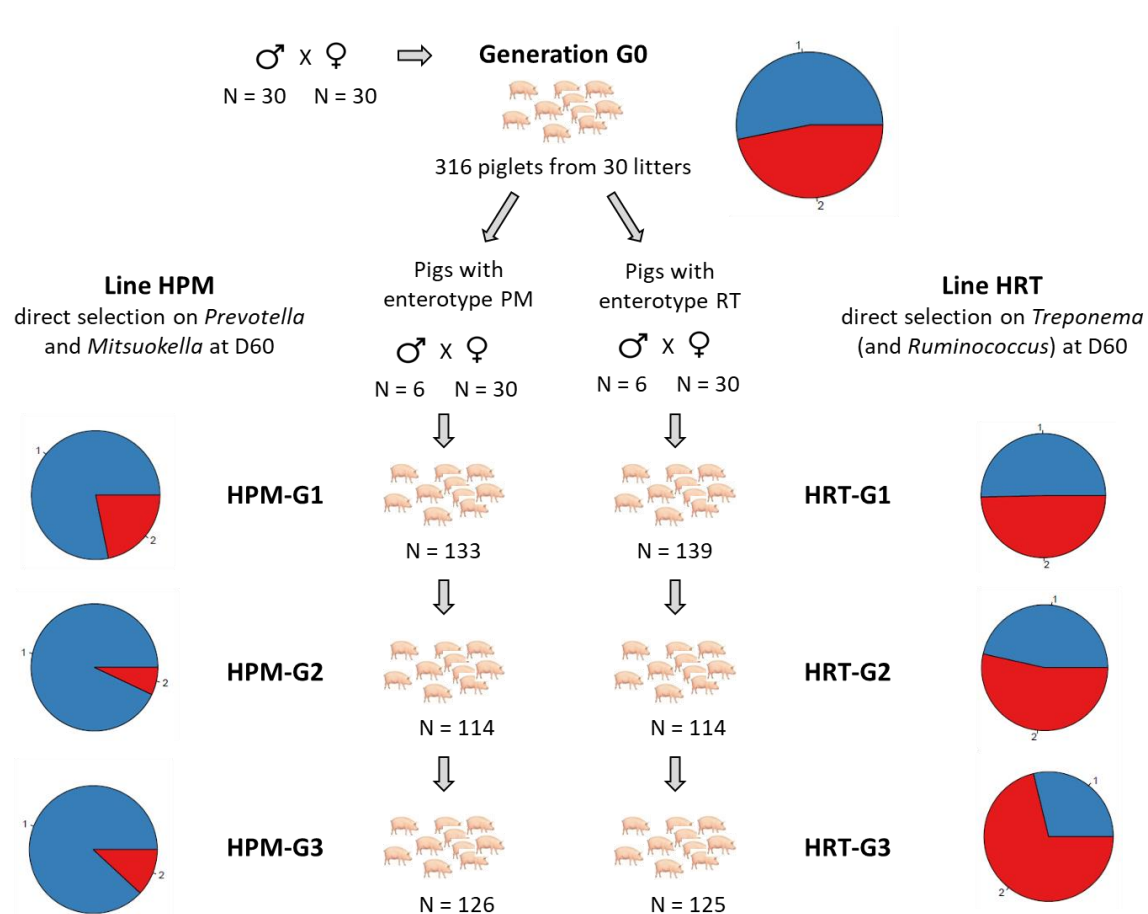 ♂ X ♀
N = 30 N = 30
Generation G0
316 piglets from 30 litters
1
2
Line HPM
direct selection on Prevotella
and Mitsuokella at D60
Pigs with
enterotype PM
♂ X ♀
N = 6 N = 30
Pigs with
enterotype RT
♂ X ♀
N = 6 N = 30
Line HRT
direct selection on Treponema
(and Ruminococcus) at D60
1
2
HPM-G1
N = 133
N = 139
HRT-G1
1
2
1
2
HPM-G2
N = 114
N = 114
HRT-G2
1
2
1
2
HPM-G3
N = 126
N = 125
HRT-G3
1
2